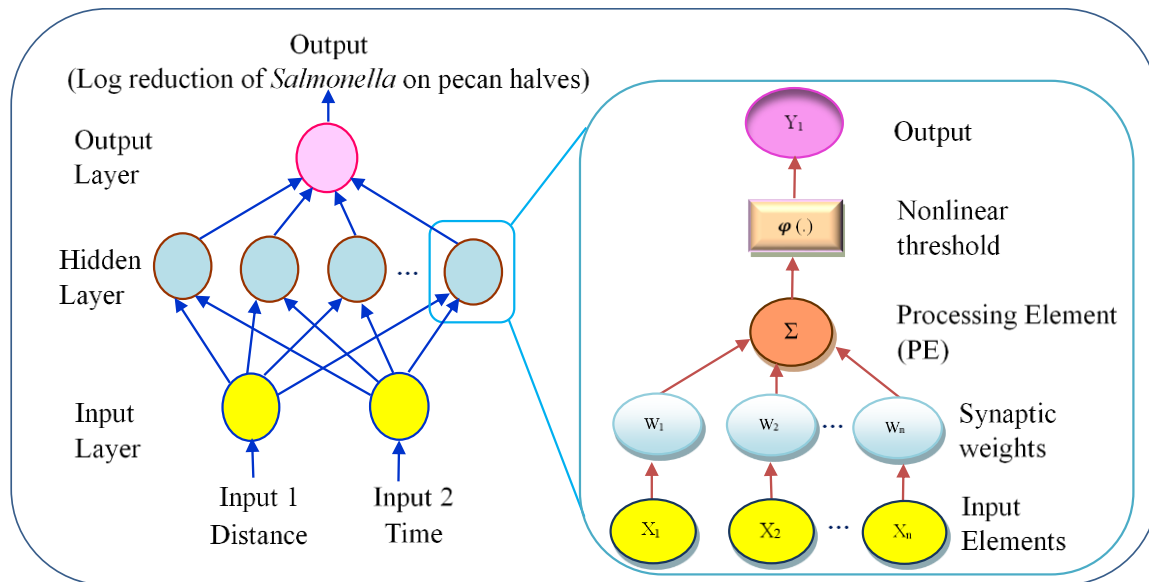 Output
(Log reduction of Salmonella on pecan halves)
Output
Layer
Hidden
Layer
...
Input
Layer
Input 1
Distance
Input 2
Time
Y1
Output
φ (.)
Nonlinear
threshold
Σ
Processing Element
(PE)
W1
W2
...
Wn
Synaptic
weights
X1
X2
...
Xn
Input
Elements